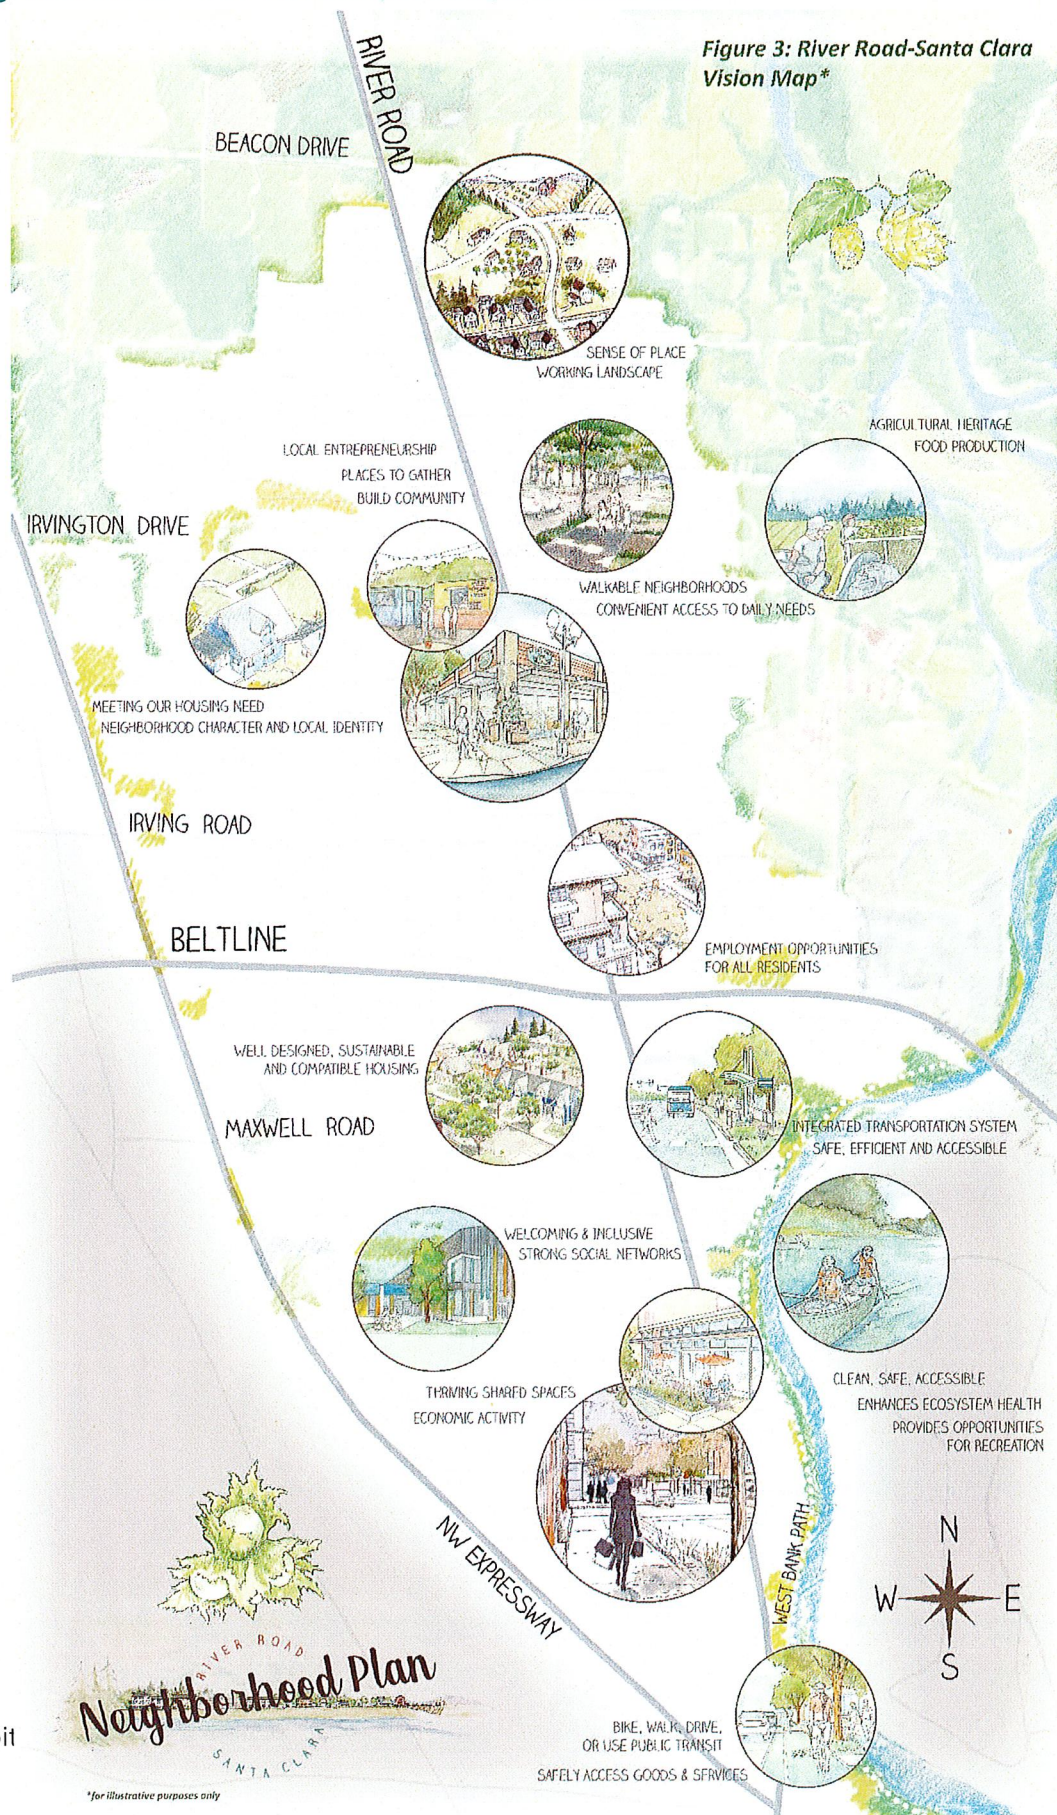 Figure 3: River Road-Santa Clara
Vision Map*
RIVER ROAD
BEACON DRIVE
SENSE OF PLACE
WORKING LANDSCAPE
AGRICULTURAL HERITAGE
FOOD PRODUCTION
LOCAL ENTREPRENEURSHIP
PLACES TO GATHER
BUILD COMMUNITY
IRVINGTON DRIVE
WALKABLE NEIGHBORHOODS
CONVENIENT ACCESS TO DAILY NEEDS
MEETING OUR HOUSING NEED
NEIGHBORHOOD CHARACTER AND LOCAL IDENTITY
IRVING ROAD
BELTLINE
EMPLOYMENT OPPORTUNITIES
FOR ALL RESIDENTS
WELL DESIGNED, SUSTAINABLE
AND COMPATIBLE HOUSING
MAXWELL ROAD
INTEGRATED TRANSPORTATION SYSTEM
SAFE, EFFICIENT AND ACCESSIBLE
WELCOMING & INCLUSIVE
STRONG SOCIAL NETWORKS
THRIVING SHARED SPACES
ECONOMIC ACTIVITY
CLEAN, SAFE, ACCESSIBLE
ENHANCES ECOSYSTEM HEALTH
PROVIDES OPPORTUNITIES
FOR RECREATION
NW EXPRESSWAY
WEST BANK PATH
N
W E
S
RIVER ROAD
Neighborhood Plan
SANTA CLARA
BIKE, WALK, DRIVE,
OR USE PUBLIC TRANSIT
SAFELY ACCESS GOODS & SERVICES
*for illustrative purposes only